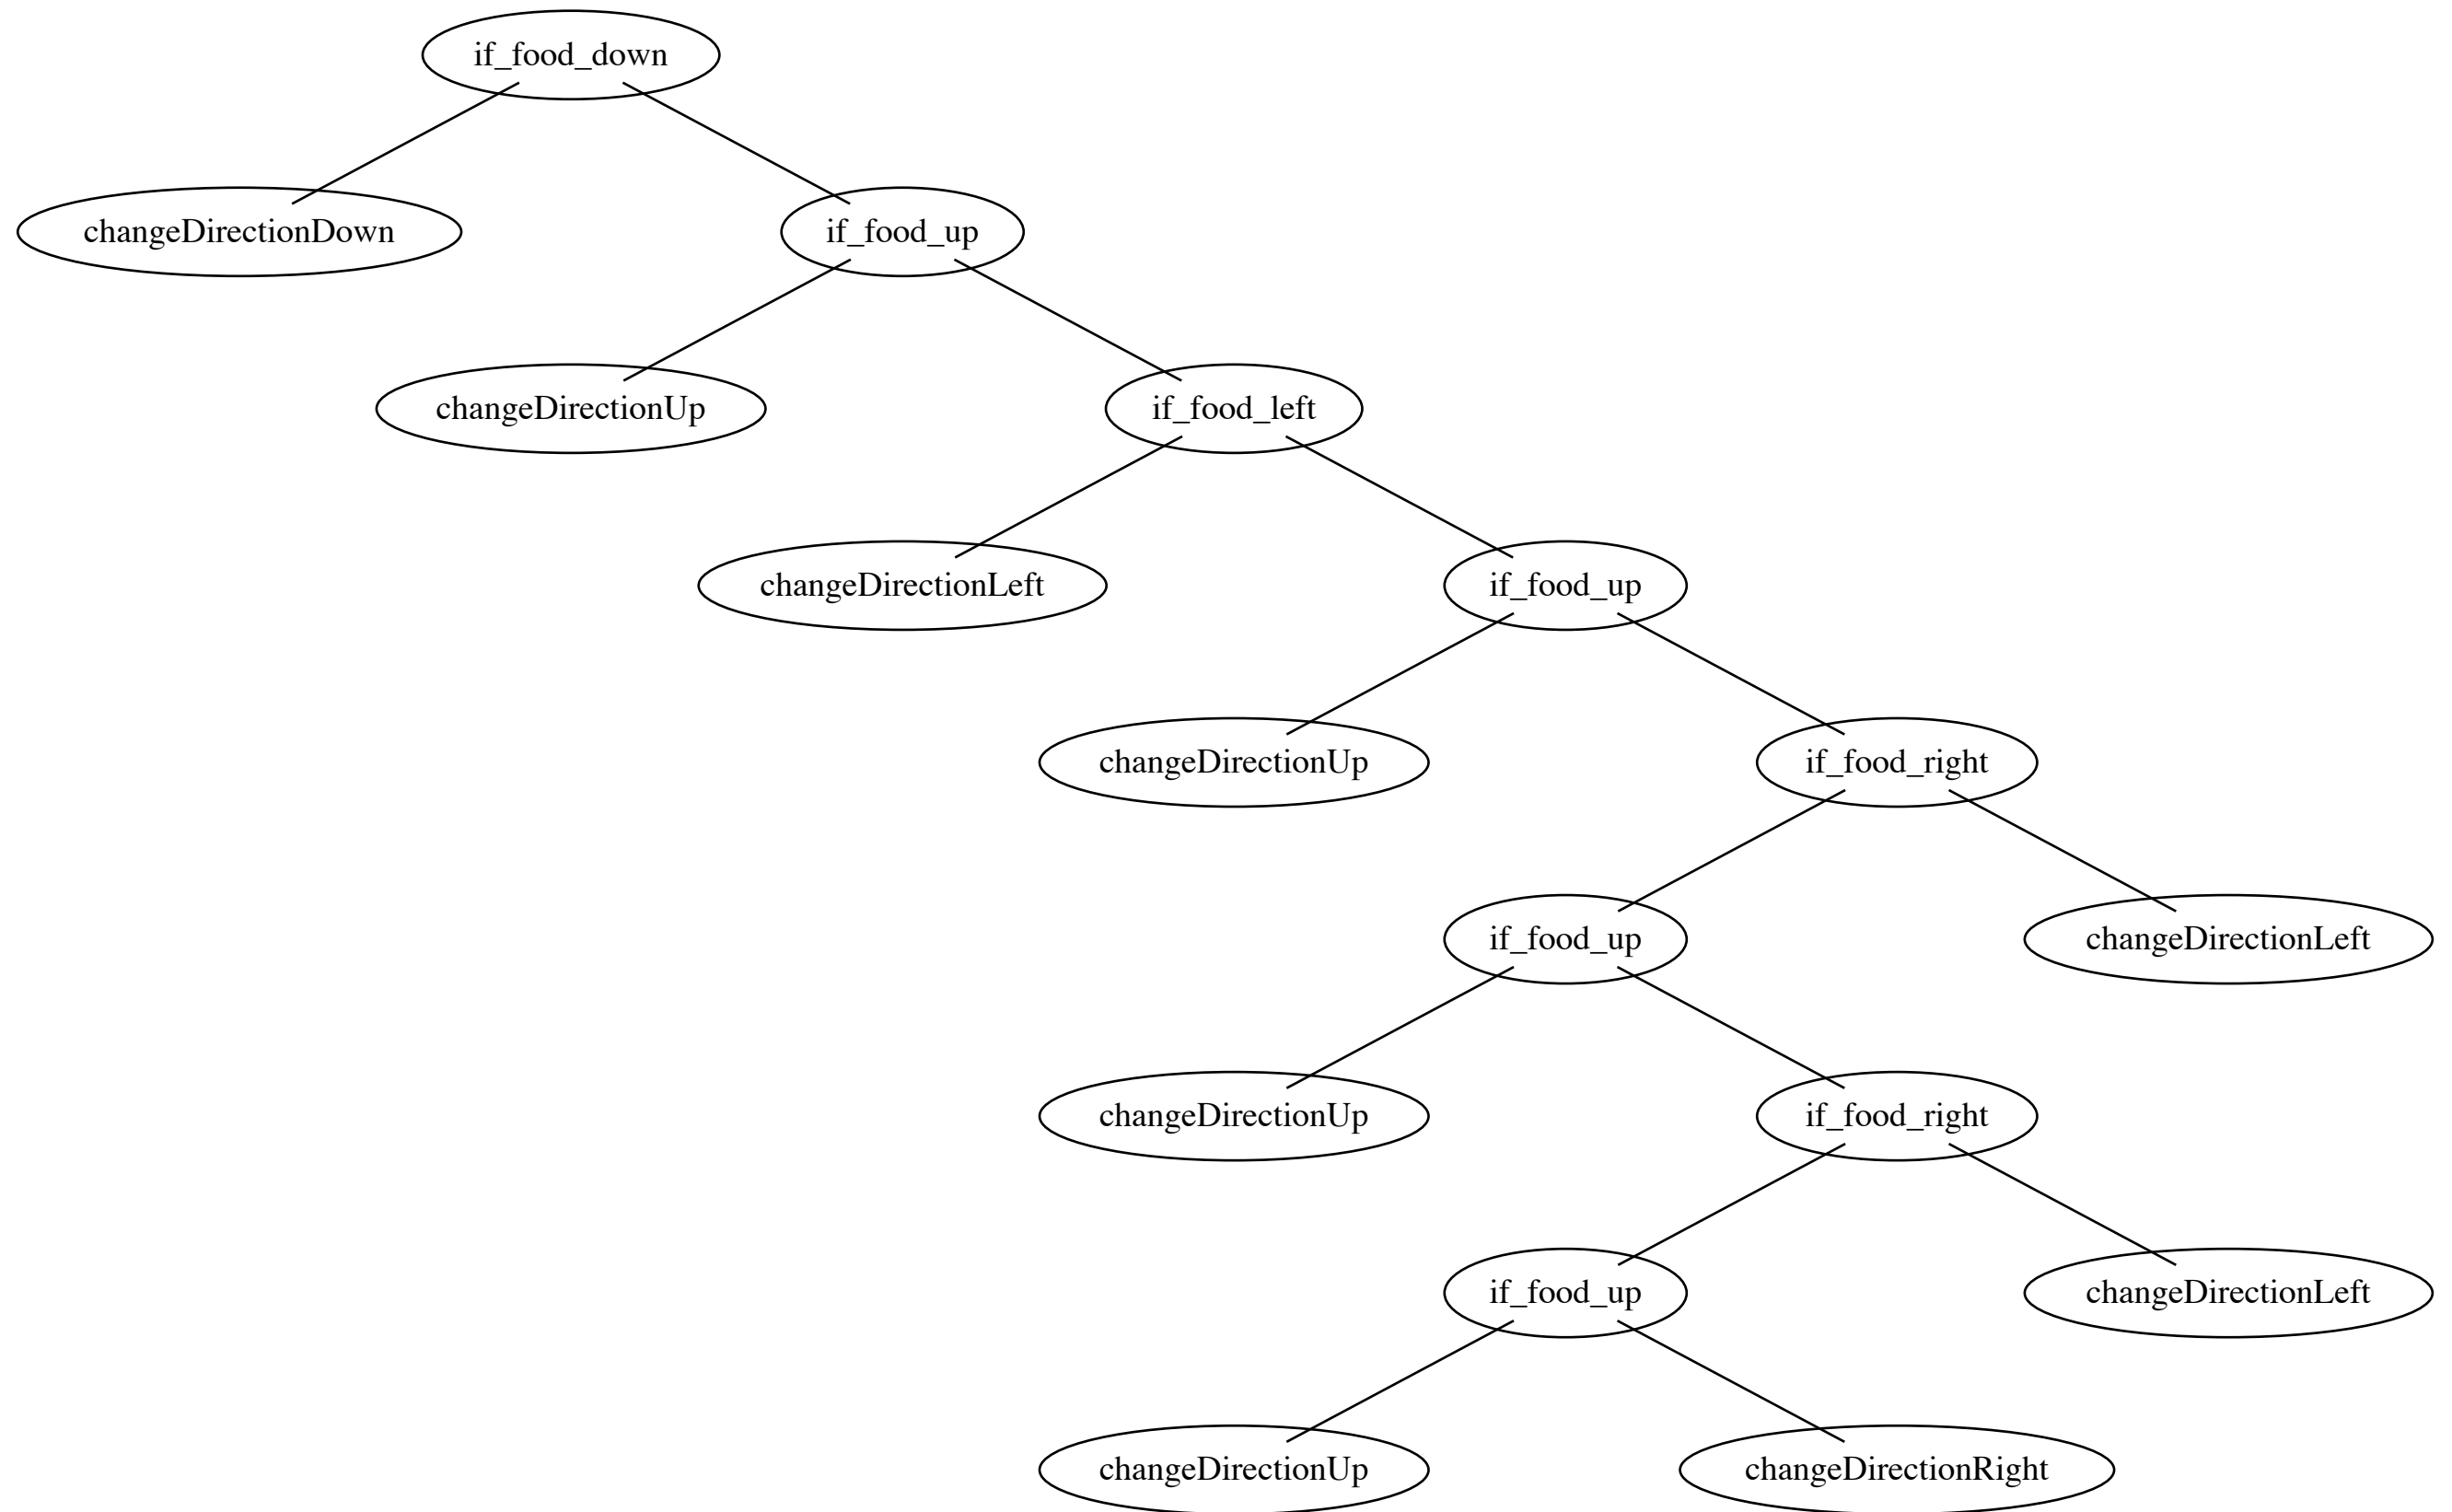 if_food_down
changeDirectionDown
if_food_up
changeDirectionUp
if_food_left
changeDirectionLeft
if_food_up
changeDirectionUp
if_food_right
if_food_up
changeDirectionLeft
changeDirectionUp
if_food_right
if_food_up
changeDirectionLeft
changeDirectionUp
changeDirectionRight